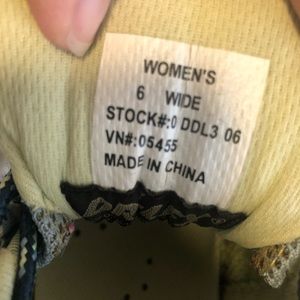 WOMEN'S
6 WIDE
STOCK#:0 DDL3 06
VN#:05455
MADE IN CHINA